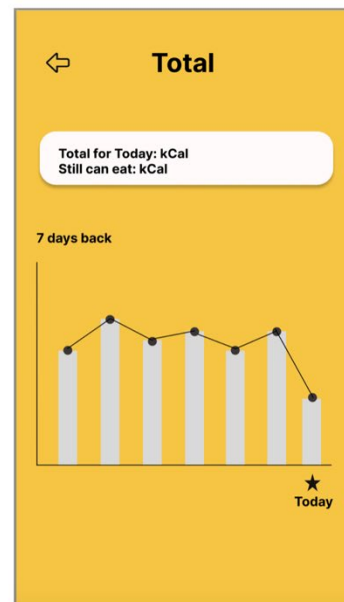 Total
Total for Today: kCal
Still can eat: kCal
7 days back
Today